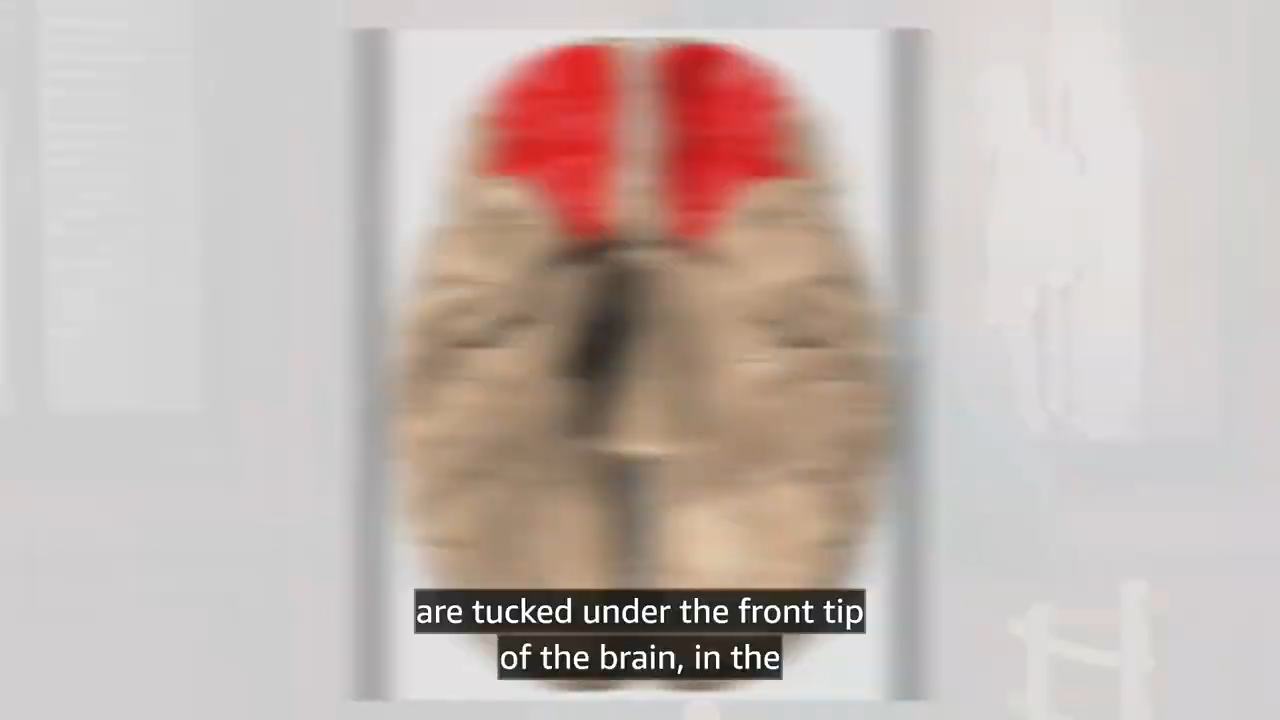 are tucked under the front tip
of the brain, in the